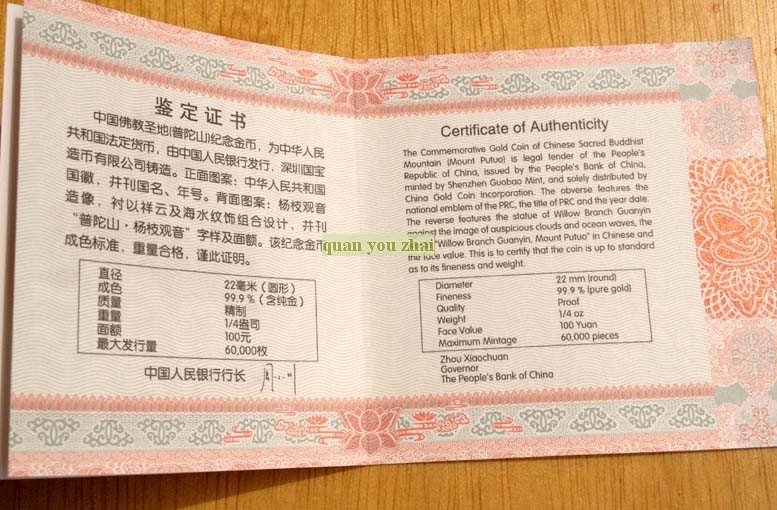 鉴定证书
中国佛教圣地(普陀山)纪念金币，为中华人民
共和国法定货币，由中国人民银行发行，深圳国宝
造币有限公司铸造。正面图案：中华人民共和国
国徽，并刊国名、年号。背面图案：杨枝观音
造像，衬以祥云及海水纹饰组合设计，并刊
“普陀山·杨枝观音”字样及面额。该纪念金币
成色标准，重量合格，谨此证明。
直径 22毫米（圆形）
成色 99.9％（含纯金）
质量 精制
重量 1/4盎司
面额 100元
最大发行量 60,000枚
中国人民银行行长
quan you zhai
Certificate of Authenticity
The Commemorative Gold Coin of Chinese Sacred Buddhist
Mountain (Mount Putuo) is legal tender of the People's
Republic of China, issued by the People's Bank of China,
minted by Shenzhen Guobao Mint, and solely distributed by
China Gold Coin Incorporation. The obverse features the
national emblem of the PRC, the title of PRC and the year date.
The reverse features the statue of Willow Branch Guanyin
against the image of auspicious clouds and ocean waves, the
"Willow Branch Guanyin, Mount Putuo" in Chinese and
the face value. This is to certify that the coin is up to standard
as to its fineness and weight.
Diameter 22 mm (round)
Fineness 99.9 % (pure gold)
Quality Proof
Weight 1/4 oz
Face Value 100 Yuan
Maximum Mintage 60,000 pieces
Zhou Xiaochuan
Governor
The People's Bank of China